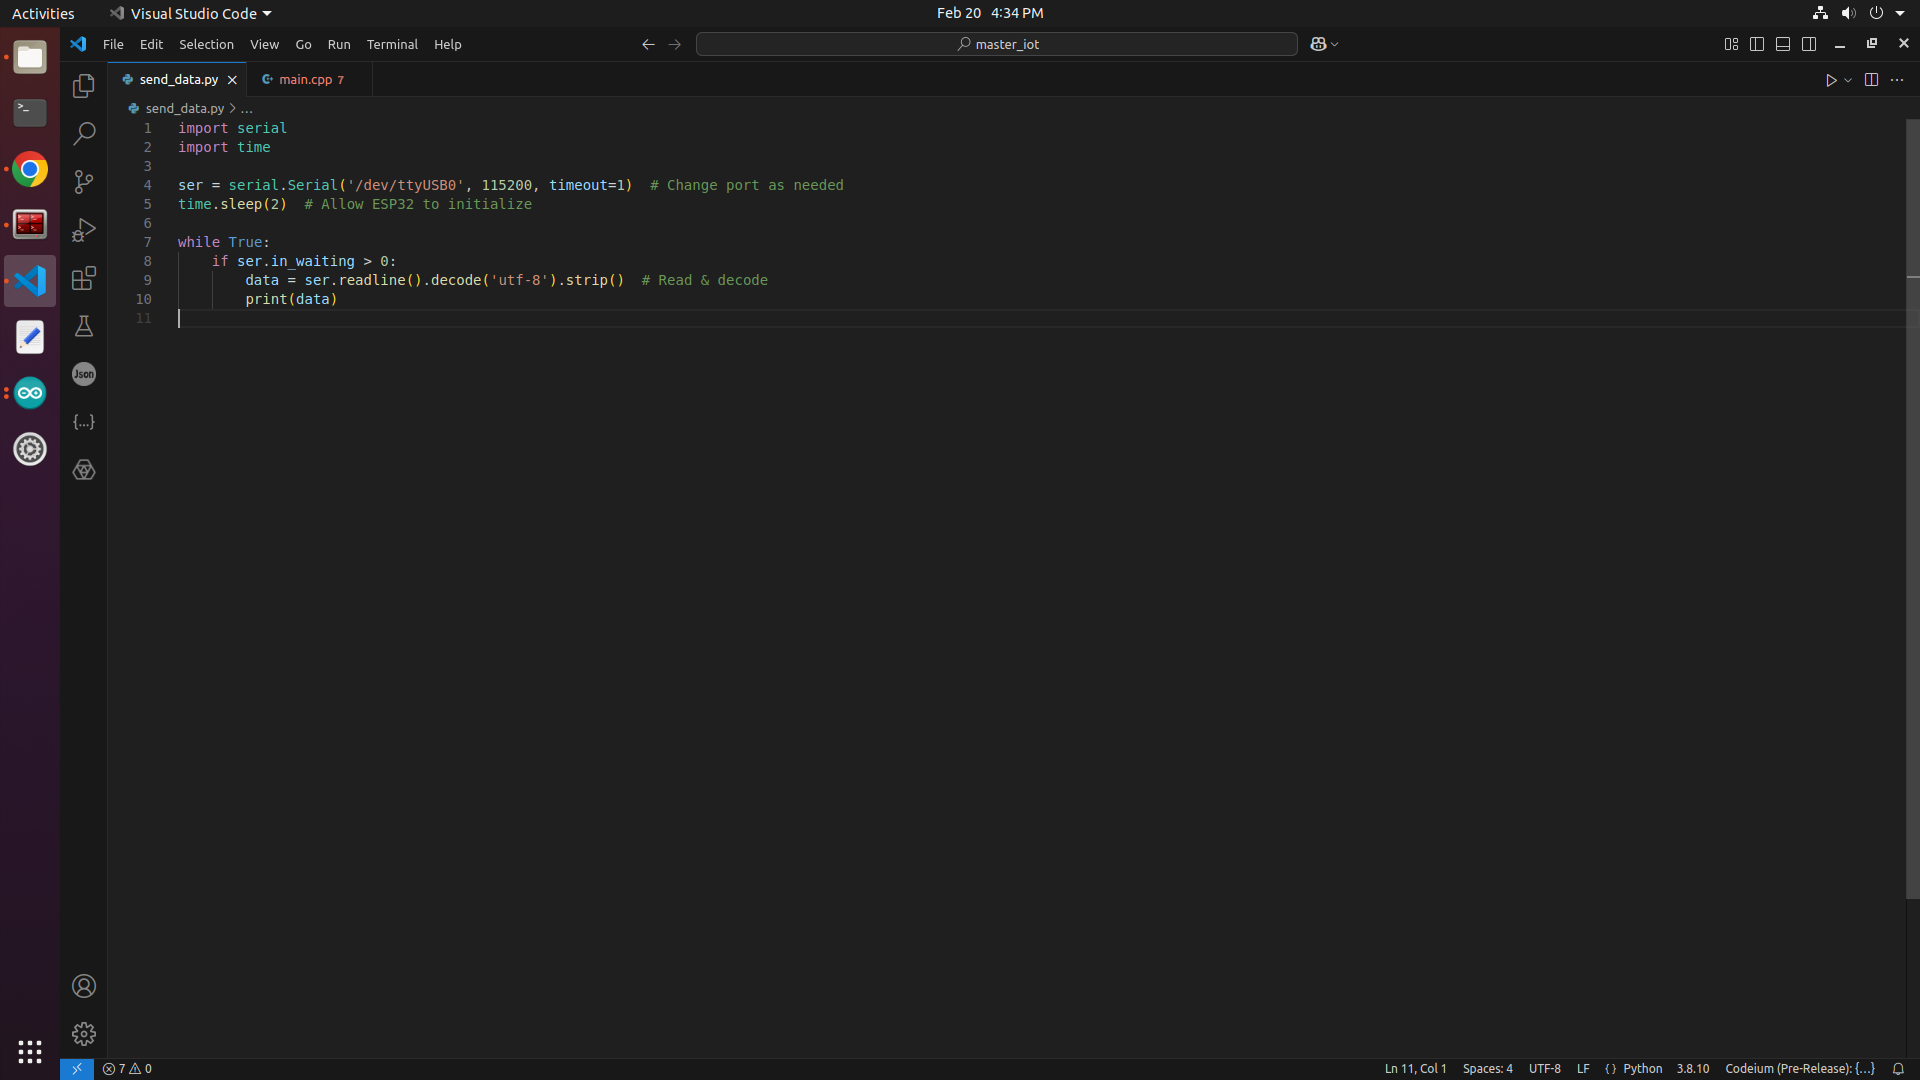 Activities Visual Studio Code Feb 20 4:34 PM
File Edit Selection View Go Run Terminal Help master_iot
send_data.py main.cpp 7
send_data.py > ...
1 import serial
2 import time
3
4 ser = serial.Serial('/dev/ttyUSB0', 115200, timeout=1)  # Change port as needed
5 time.sleep(2)  # Allow ESP32 to initialize
6
7 while True:
8     if ser.in_waiting > 0:
9         data = ser.readline().decode('utf-8').strip()  # Read & decode
10         print(data)
11
Json
{...}
7 0 Ln 11, Col 1 Spaces: 4 UTF-8 LF {} Python 3.8.10 Codeium (Pre-Release): {...}